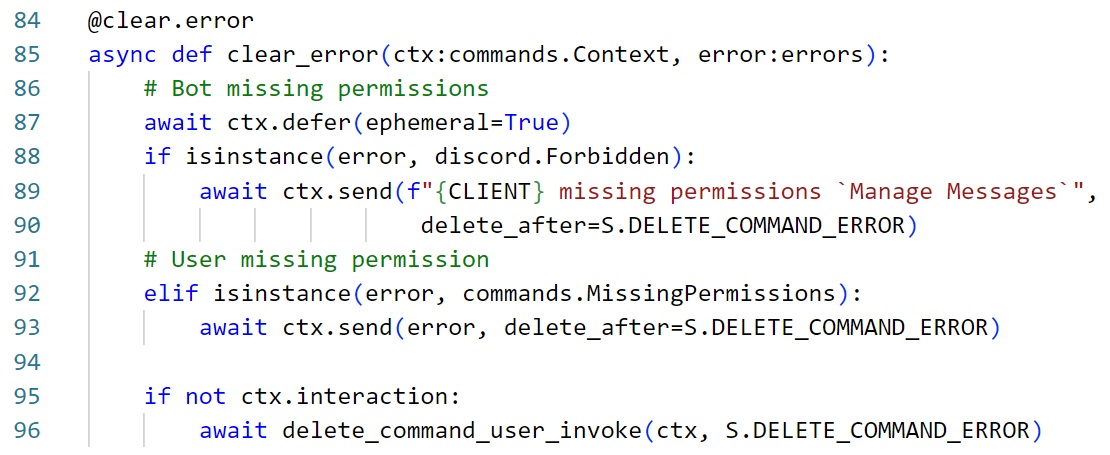 84 @clear.error
85 async def clear_error(ctx:commands.Context, error:errors):
86     # Bot missing permissions
87     await ctx.defer(ephemeral=True)
88     if isinstance(error, discord.Forbidden):
89         await ctx.send(f"{CLIENT} missing permissions `Manage Messages`",
90                         delete_after=S.DELETE_COMMAND_ERROR)
91     # User missing permission
92     elif isinstance(error, commands.MissingPermissions):
93         await ctx.send(error, delete_after=S.DELETE_COMMAND_ERROR)
94
95     if not ctx.interaction:
96         await delete_command_user_invoke(ctx, S.DELETE_COMMAND_ERROR)